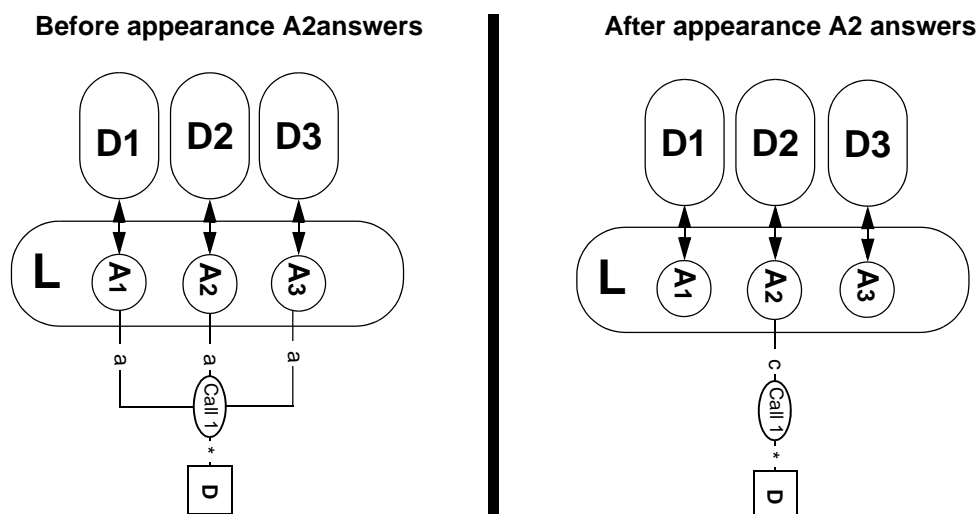 Before appearance A2answers
After appearance A2 answers
D1 D2 D3
D1 D2 D3
L A1 A2 A3
L A1 A2 A3
a a a
c
Call 1
Call 1
*
*
D
D